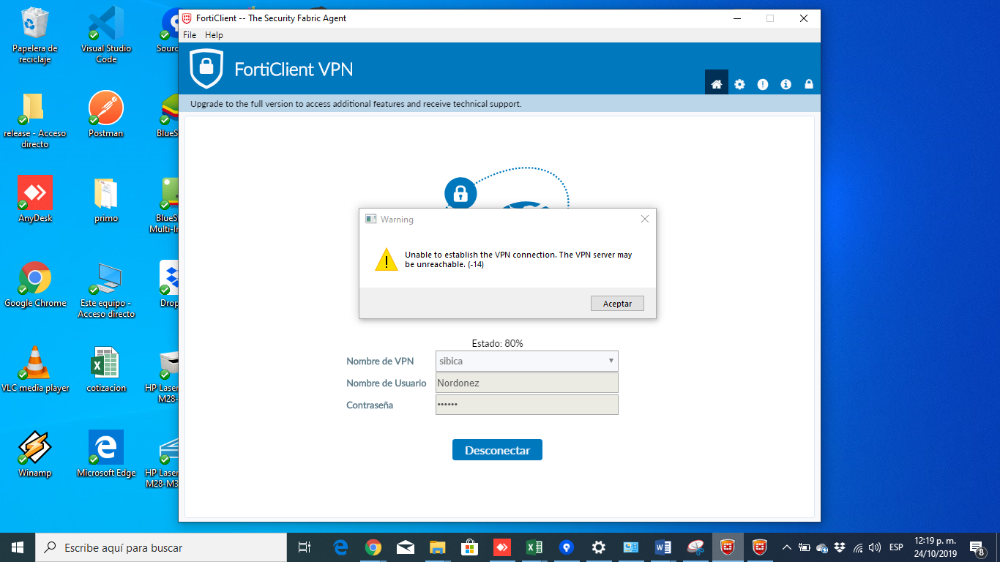 FortiClient -- The Security Fabric Agent
File Help
FortiClient VPN
Upgrade to the full version to access additional features and receive technical support.
Warning
Unable to establish the VPN connection. The VPN server may
be unreachable. (-14)
Aceptar
Estado: 80%
Nombre de VPN
sibica
Nombre de Usuario
Nordonez
Contraseña
••••••
Desconectar
Papelera de
reciclaje
Visual Studio
Code
Sourc
release - Acceso
directo
Postman
BlueS
AnyDesk
primo
BlueS
Multi-In
Google Chrome
Este equipo -
Acceso directo
Drop
VLC media player
cotizacion
HP Laser
M28-
Winamp
Microsoft Edge
HP Laser
M28-M3
Escribe aquí para buscar
ESP
12:19 p. m.
24/10/2019
8